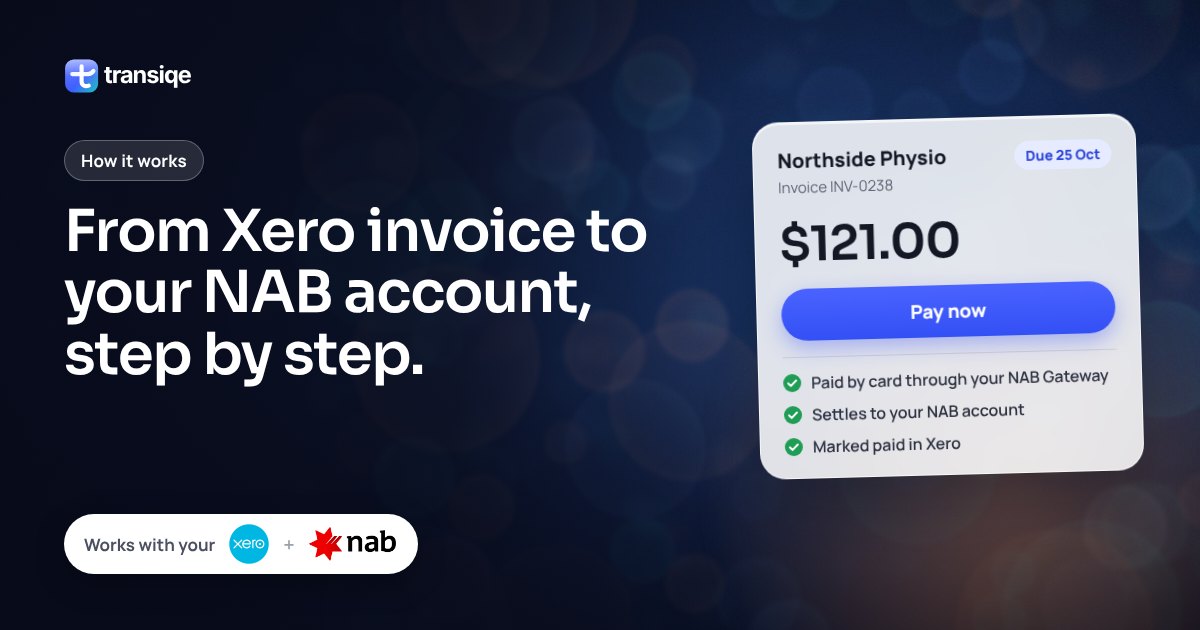 transiqe
How it works
From Xero invoice to
your NAB account,
step by step.
Works with your xero + nab
Northside Physio
Due 25 Oct
Invoice INV-0238
$121.00
Pay now
Paid by card through your NAB Gateway
Settles to your NAB account
Marked paid in Xero